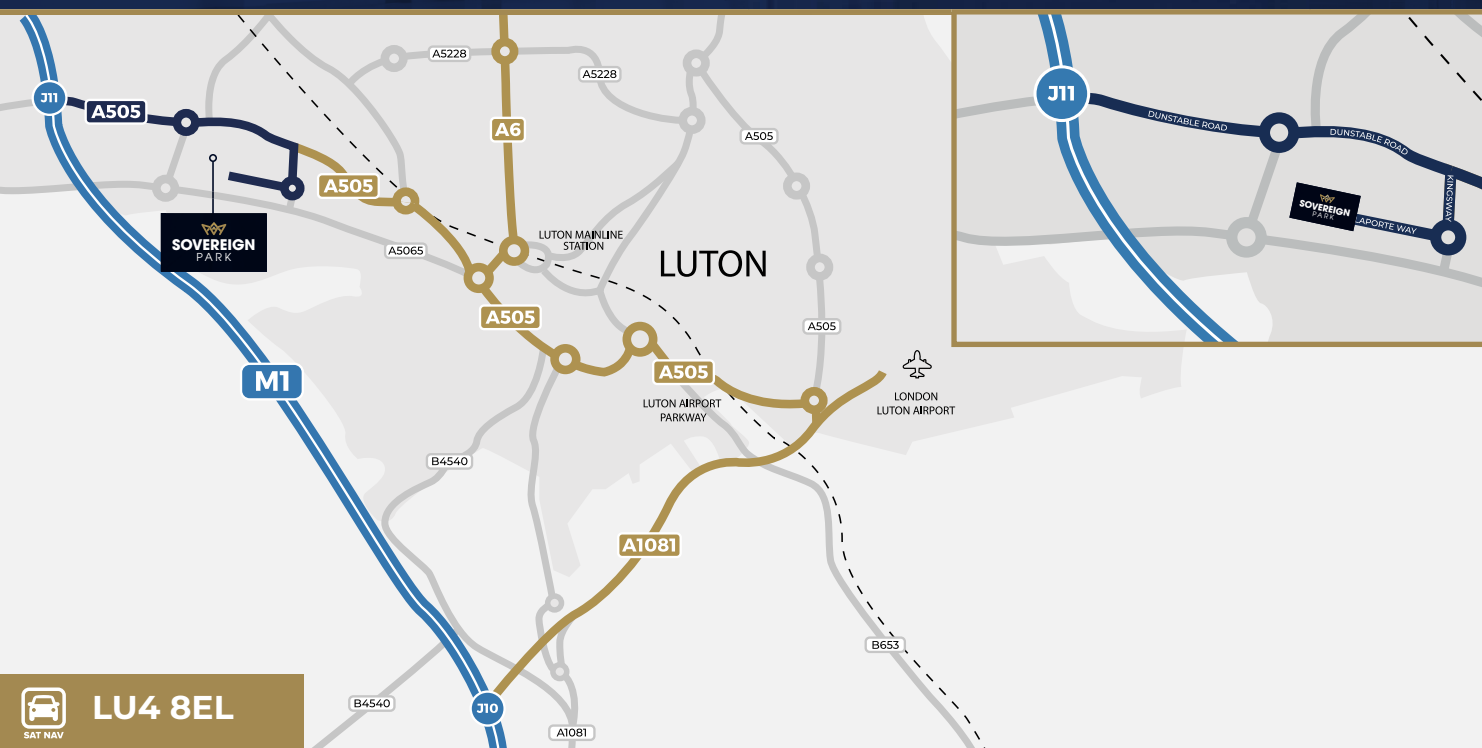 J11
A505
A5228
A5228
A6
A505
A505
SOVEREIGN
PARK
A5065
LUTON MAINLINE
STATION
LUTON
A505
A505
A505
LUTON AIRPORT
PARKWAY
LONDON
LUTON AIRPORT
M1
B4540
A1081
B653
B4540
J10
A1081
SAT NAV
LU4 8EL
J11
DUNSTABLE ROAD
DUNSTABLE ROAD
KINGSWAY
SOVEREIGN
PARK
LAPORTE WAY